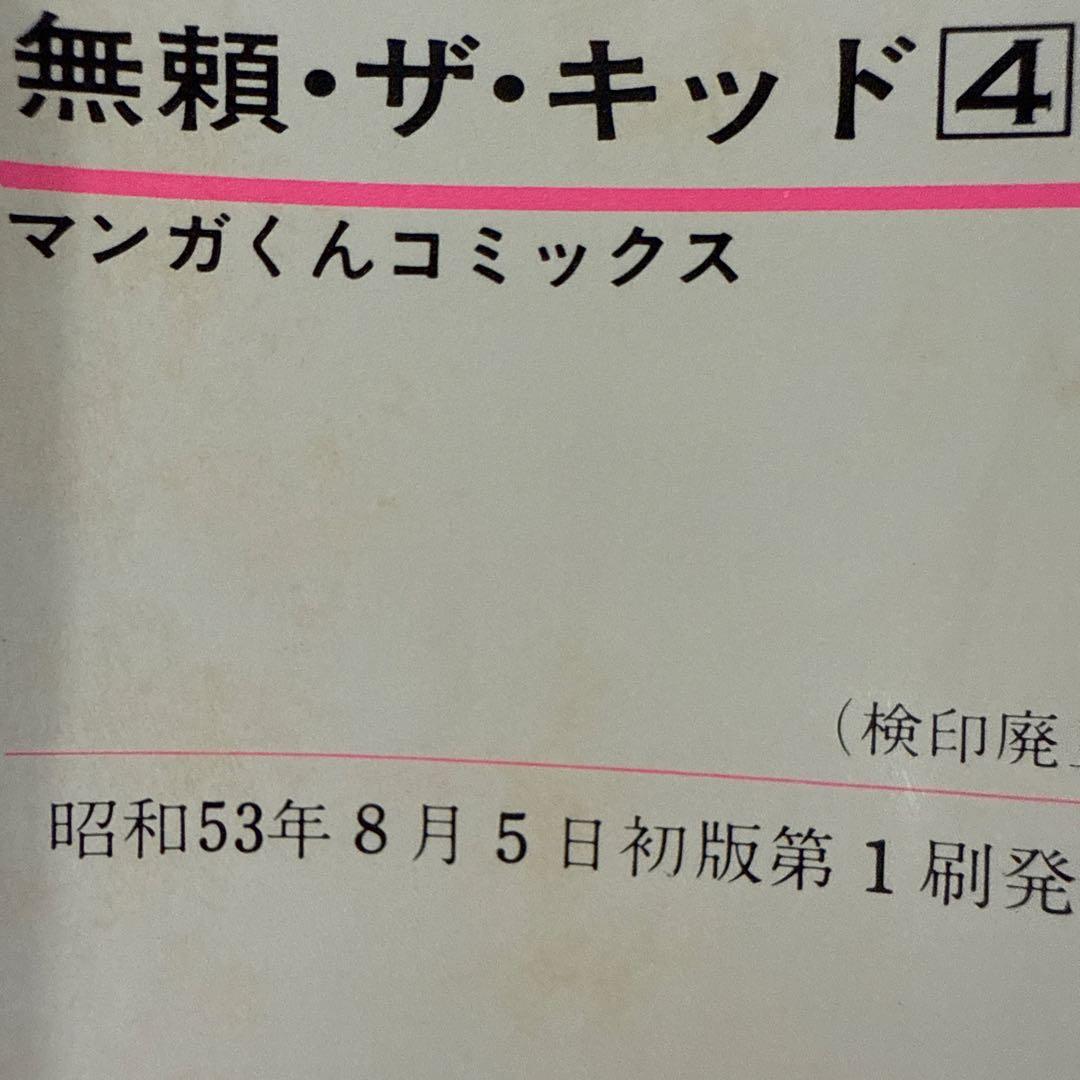 無頼・ザ・キッド4
マンガくんコミックス
(検印廃
昭和53年8月5日初版第1刷発